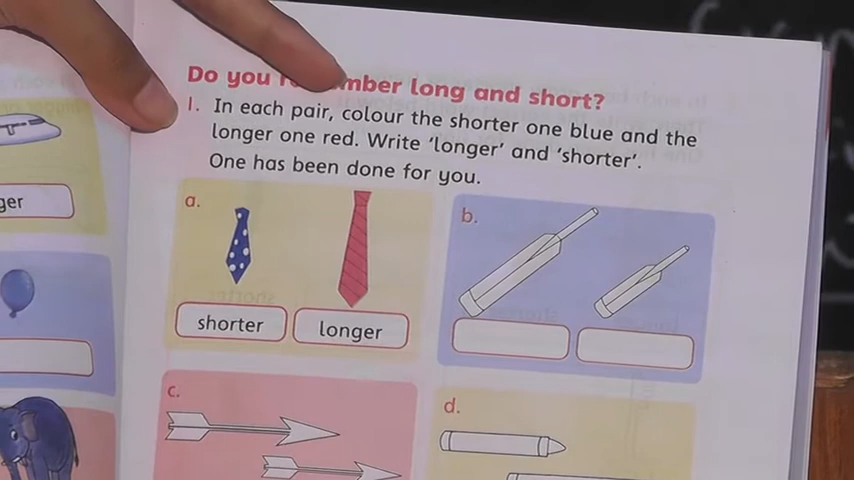 Do you mber long and short?
1. In each pair, colour the shorter one blue and the
longer one red. Write 'longer' and 'shorter'.
One has been done for you.
a.
b.
shorter
longer
ger
c.
d.